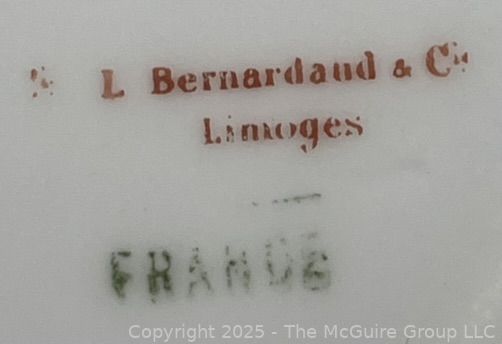 L Bernardaud & Cie
Limoges
FRANCE
Copyright 2025 - The McGuire Group LLC